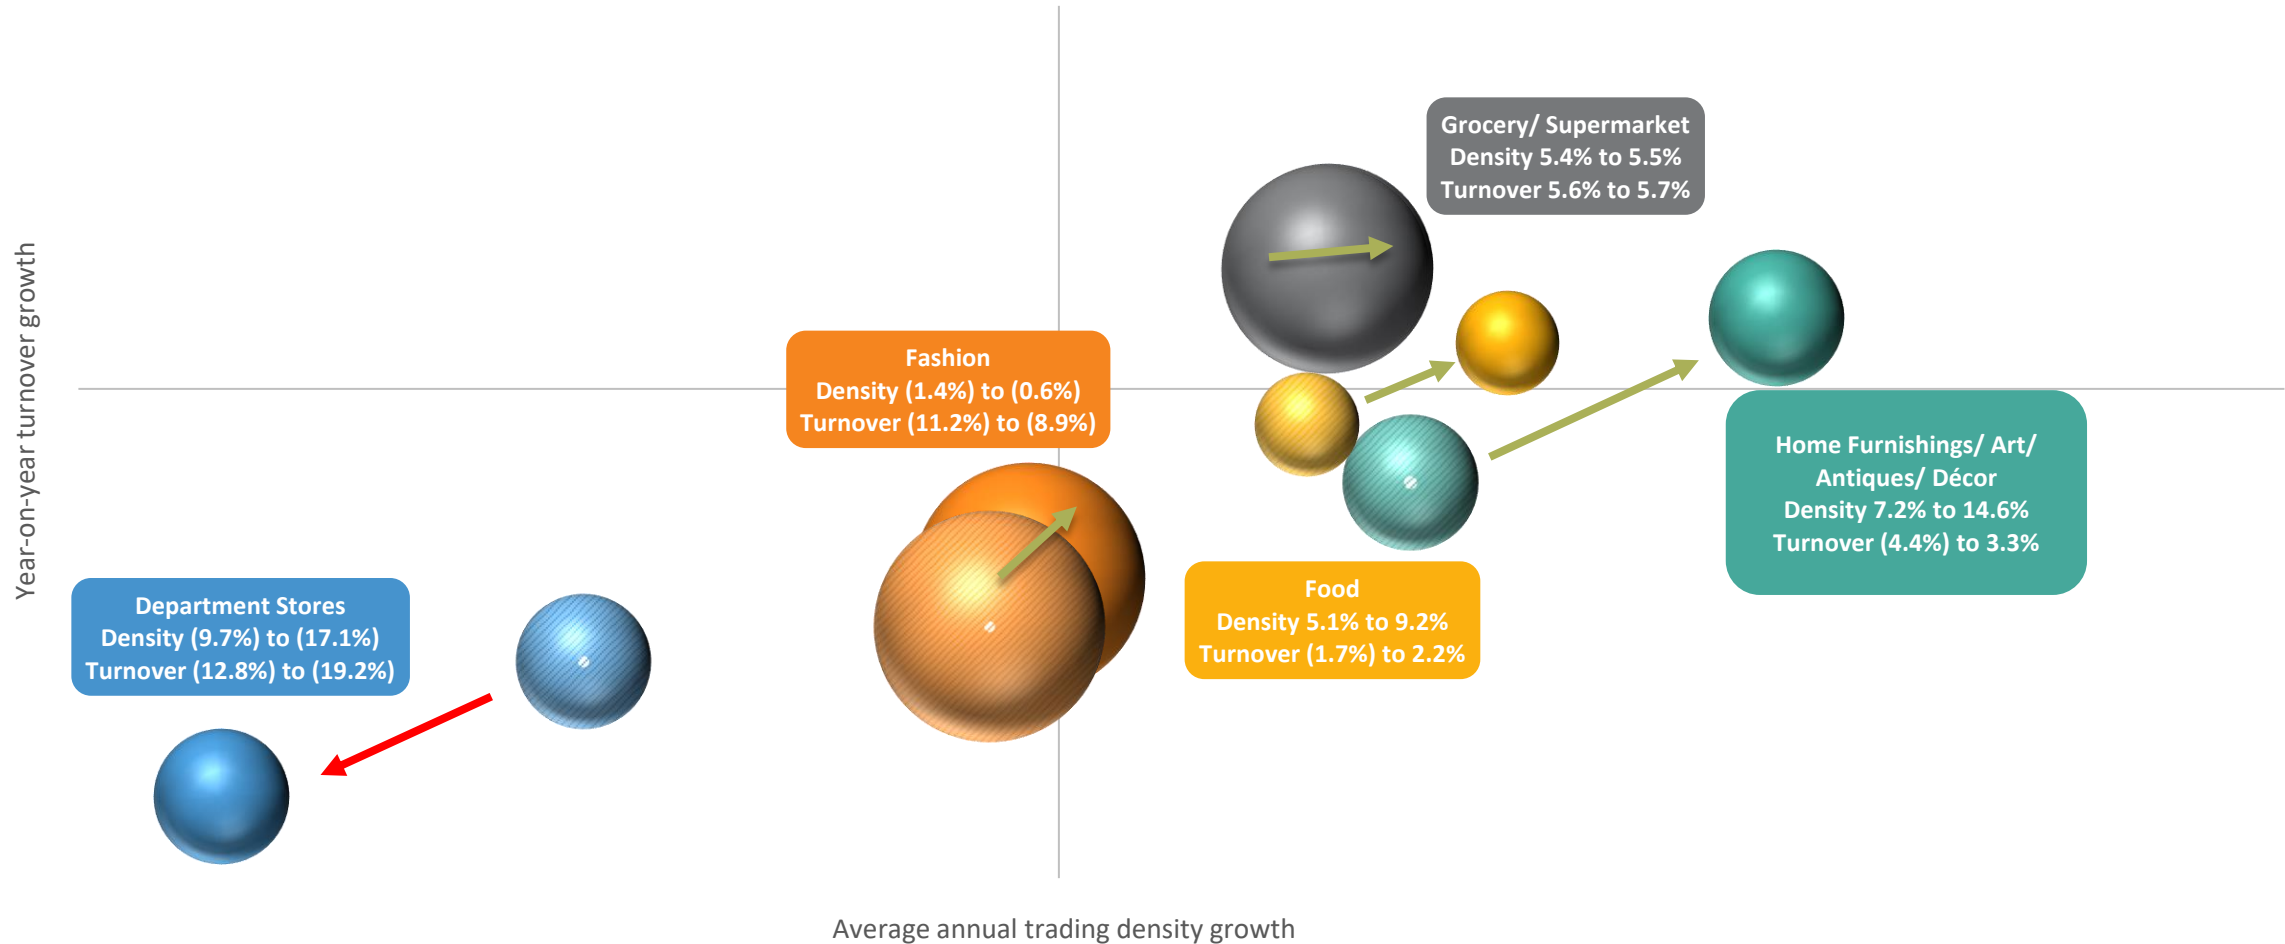 Year-on-year turnover growth
Grocery/ Supermarket
Density 5.4% to 5.5%
Turnover 5.6% to 5.7%
Fashion
Density (1.4%) to (0.6%)
Turnover (11.2%) to (8.9%)
Home Furnishings/ Art/
Antiques/ Décor
Density 7.2% to 14.6%
Turnover (4.4%) to 3.3%
Department Stores
Density (9.7%) to (17.1%)
Turnover (12.8%) to (19.2%)
Food
Density 5.1% to 9.2%
Turnover (1.7%) to 2.2%
Average annual trading density growth